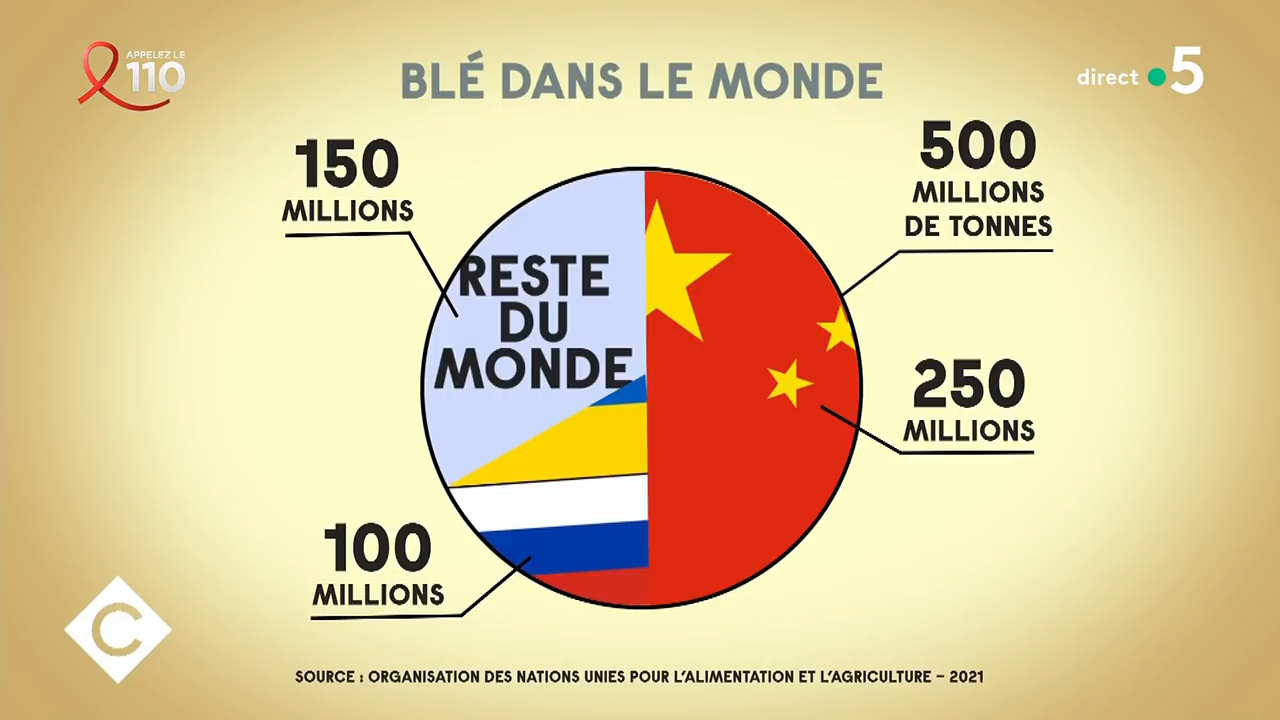 APPELEZ LE
110
BLÉ DANS LE MONDE
direct 5
150
MILLIONS
500
MILLIONS
DE TONNES
RESTE
DU
MONDE
250
MILLIONS
100
MILLIONS
C
SOURCE : ORGANISATION DES NATIONS UNIES POUR L'ALIMENTATION ET L'AGRICULTURE – 2021